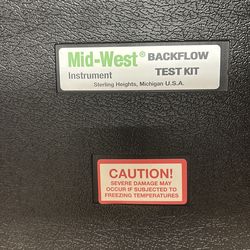 Mid-West® BACKFLOW
Instrument TEST KIT
Sterling Heights, Michigan U.S.A.
CAUTION!
SEVERE DAMAGE MAY
OCCUR IF SUBJECTED TO
FREEZING TEMPERATURES